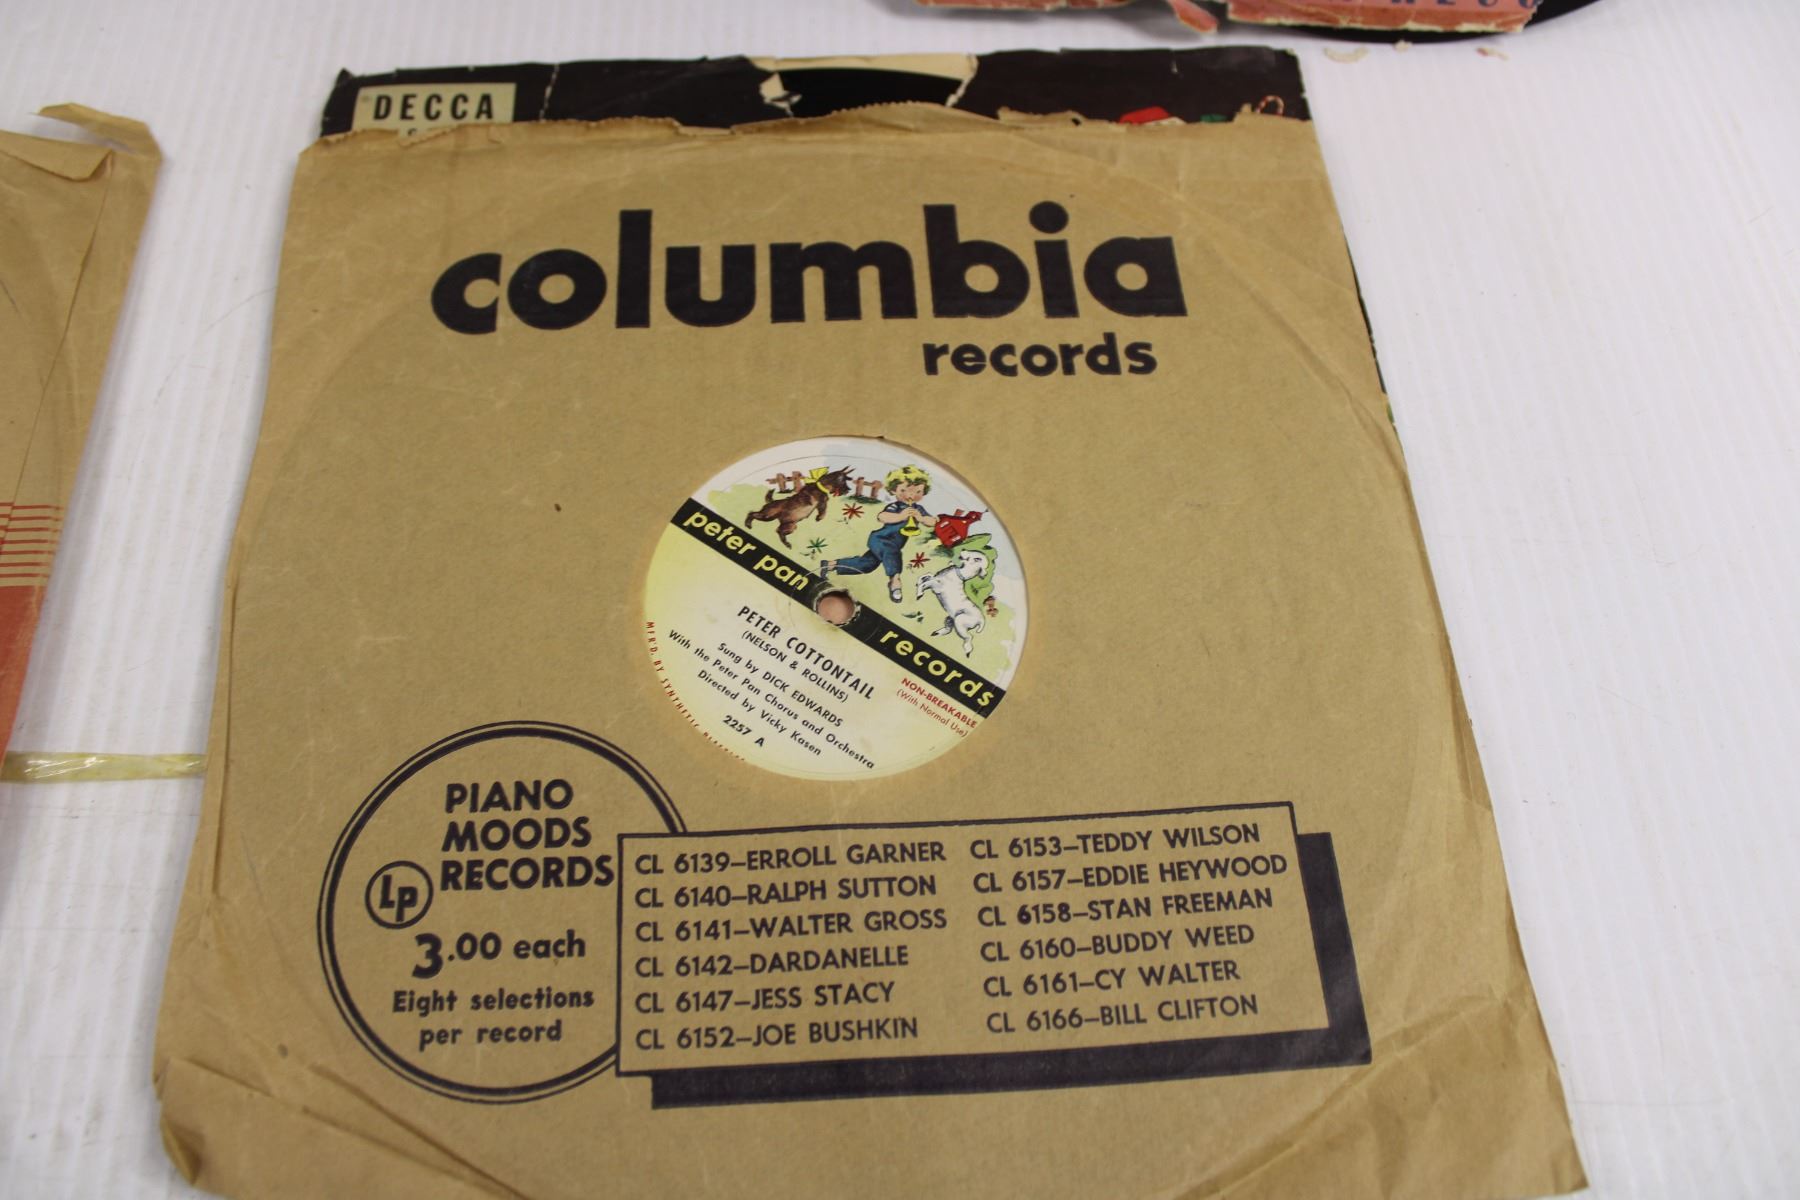 DECCA
columbia
records
peter pan records
PETER COTTONTAIL
(NELSON & ROLLINS)
Sung by DICK EDWARDS
With the Peter Pan Chorus and Orchestra
Directed by Vicky Kasen
2257 A
NON-BREAKABLE
(With Normal Use)
MFR'D. BY SYNTHETIC
PIANO
MOODS
RECORDS
LP
3.00 each
Eight selections
per record
CL 6139–ERROLL GARNER
CL 6140–RALPH SUTTON
CL 6141–WALTER GROSS
CL 6142–DARDANELLE
CL 6147–JESS STACY
CL 6152–JOE BUSHKIN
CL 6153–TEDDY WILSON
CL 6157–EDDIE HEYWOOD
CL 6158–STAN FREEMAN
CL 6160–BUDDY WEED
CL 6161–CY WALTER
CL 6166–BILL CLIFTON